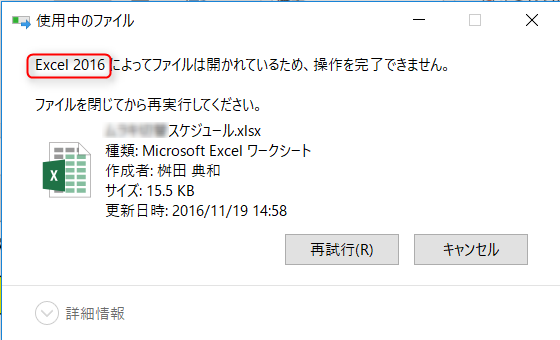 使用中のファイル
Excel 2016 によってファイルは開かれているため、操作を完了できません。
ファイルを閉じてから再実行してください。
スケジュール.xlsx
種類: Microsoft Excel ワークシート
作成者: 桝田 典和
サイズ: 15.5 KB
更新日時: 2016/11/19 14:58
再試行(R)
キャンセル
詳細情報